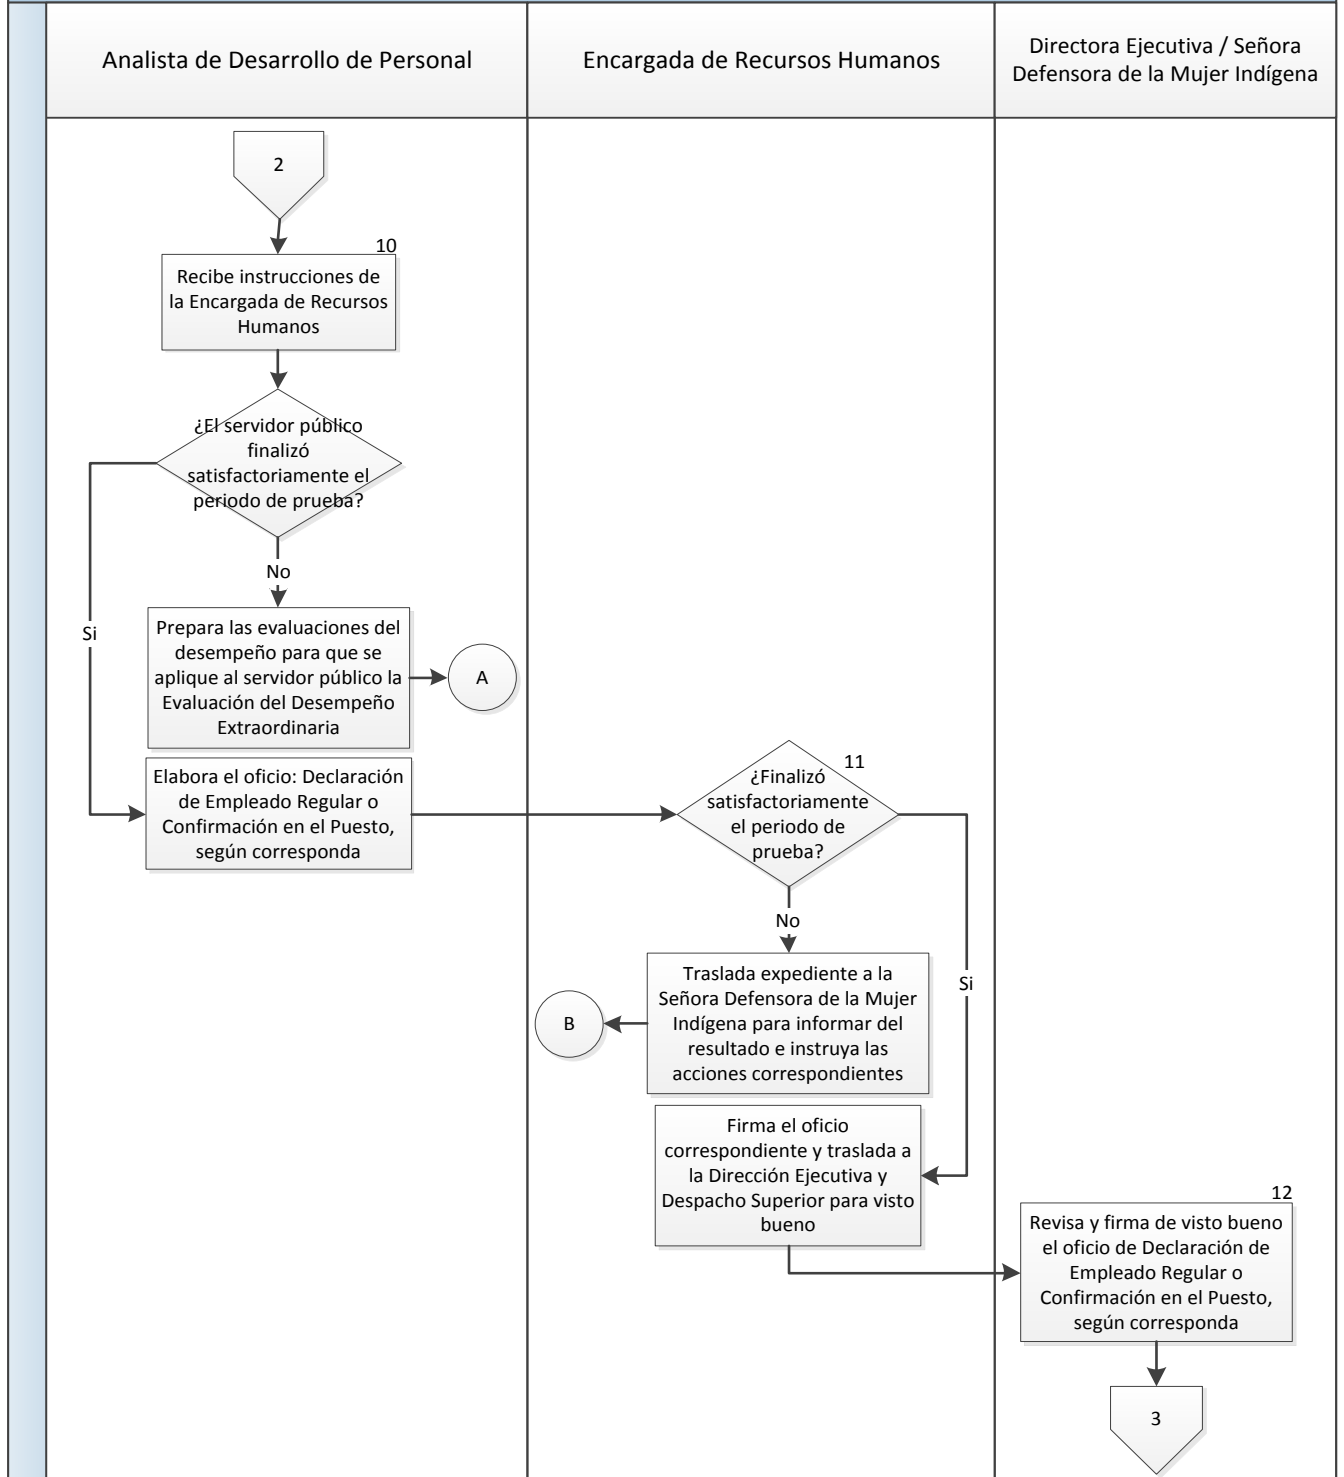 Analista de Desarrollo de Personal
Encargada de Recursos Humanos
Directora Ejecutiva / Señora
Defensora de la Mujer Indígena
2
10
Recibe instrucciones de
la Encargada de Recursos
Humanos
¿El servidor público
finalizó
satisfactoriamente el
periodo de prueba?
No
Si
Prepara las evaluaciones del
desempeño para que se
aplique al servidor público la
Evaluación del Desempeño
Extraordinaria
A
Elabora el oficio: Declaración
de Empleado Regular o
Confirmación en el Puesto,
según corresponda
11
¿Finalizó
satisfactoriamente
el periodo de
prueba?
No
Si
Traslada expediente a la
Señora Defensora de la Mujer
Indígena para informar del
resultado e instruya las
acciones correspondientes
B
Firma el oficio
correspondiente y traslada a
la Dirección Ejecutiva y
Despacho Superior para visto
bueno
12
Revisa y firma de visto bueno
el oficio de Declaración de
Empleado Regular o
Confirmación en el Puesto,
según corresponda
3